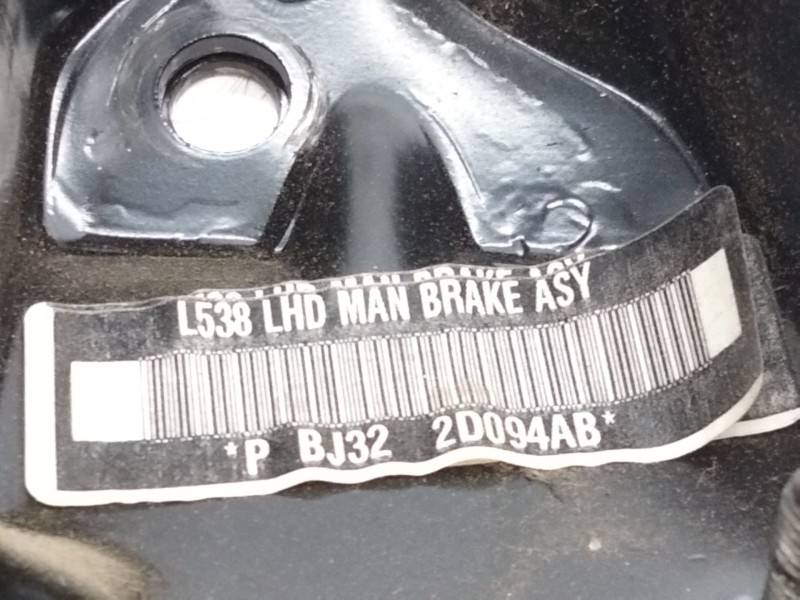 L538 LHD MAN BRAKE ASY
*P BJ32 2D094AB*